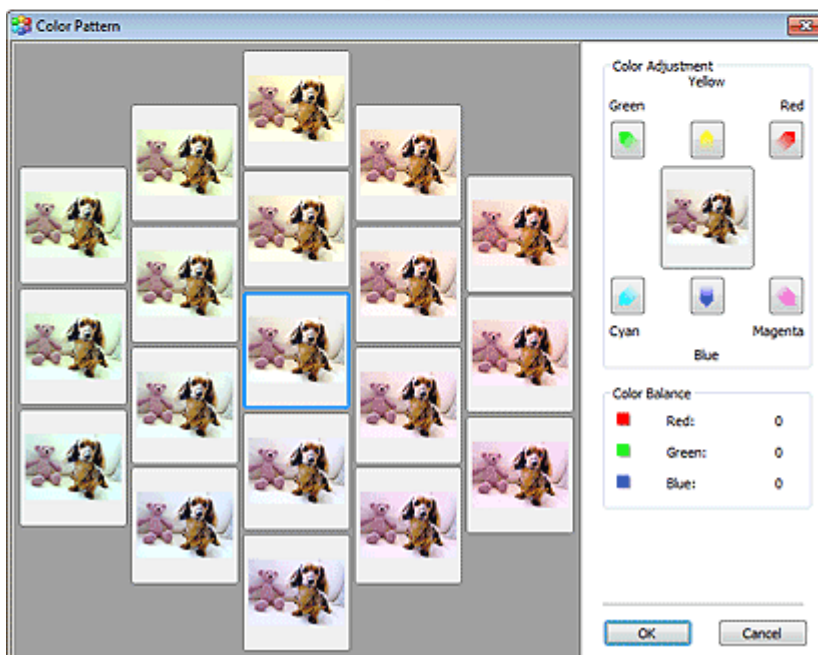 Color Pattern
Color Adjustment
Yellow
Green Red
Cyan Magenta
Blue
Color Balance
Red: 0
Green: 0
Blue: 0
OK Cancel